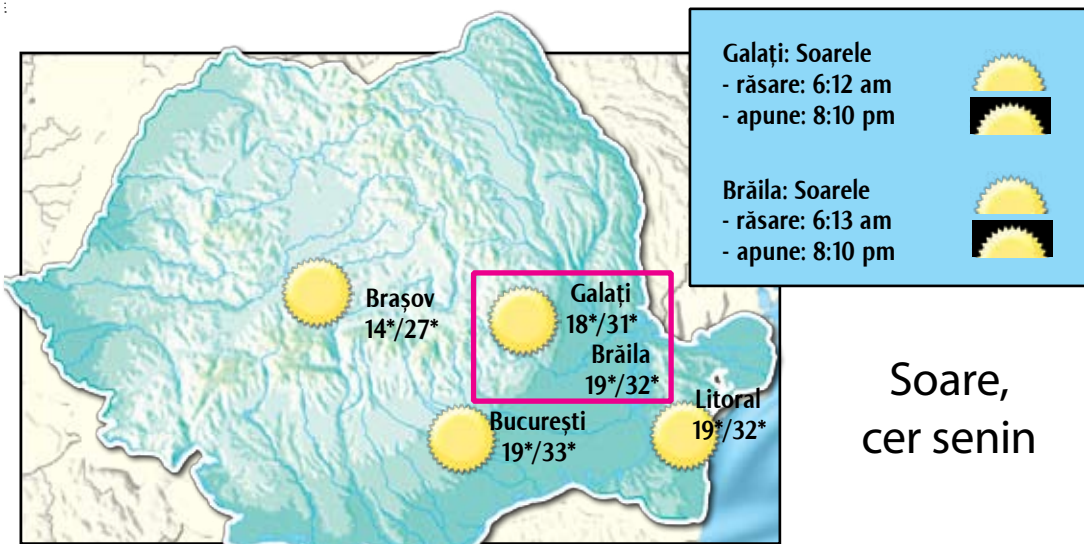 Galați: Soarele
- răsare: 6:12 am
- apune: 8:10 pm
Brăila: Soarele
- răsare: 6:13 am
- apune: 8:10 pm
Brașov
14*/27*
Galați
18*/31*
Brăila
19*/32*
București
19*/33*
Litoral
19*/32*
Soare,
cer senin